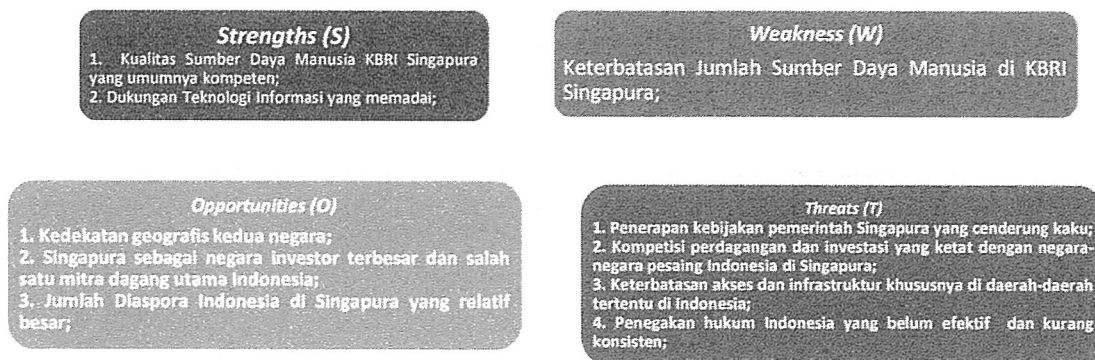 Strengths (S)
1. Kualitas Sumber Daya Manusia KBRI Singapura
yang umumnya kompeten;
2. Dukungan Teknologi Informasi yang memadai;
Weakness (W)
Keterbatasan Jumlah Sumber Daya Manusia di KBRI
Singapura;
Opportunities (O)
1. Kedekatan geografis kedua negara;
2. Singapura sebagai negara investor terbesar dan salah
satu mitra dagang utama Indonesia;
3. Jumlah Diaspora Indonesia di Singapura yang relatif
besar;
Threats (T)
1. Penerapan kebijakan pemerintah Singapura yang cenderung kaku;
2. Kompetisi perdagangan dan investasi yang ketat dengan negara-
negara pesaing Indonesia di Singapura;
3. Keterbatasan akses dan infrastruktur khususnya di daerah-daerah
tertentu di Indonesia;
4. Penegakan hukum Indonesia yang belum efektif dan kurang
konsisten;